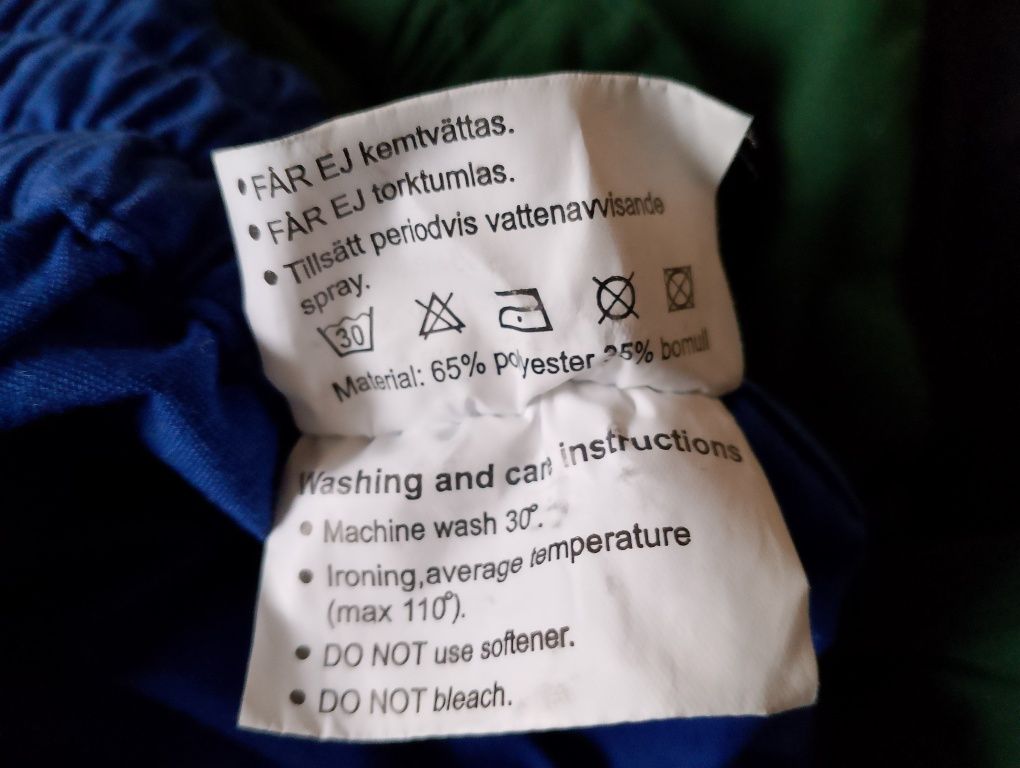 • FÅR EJ kemtvättas.
• FÅR EJ torktumlas.
• Tillsätt periodvis vattenavvisande
spray.
30
Material: 65% polyester 35% bomull
Washing and care instructions
• Machine wash 30°.
• Ironing,average temperature
(max 110°).
• DO NOT use softener.
• DO NOT bleach.